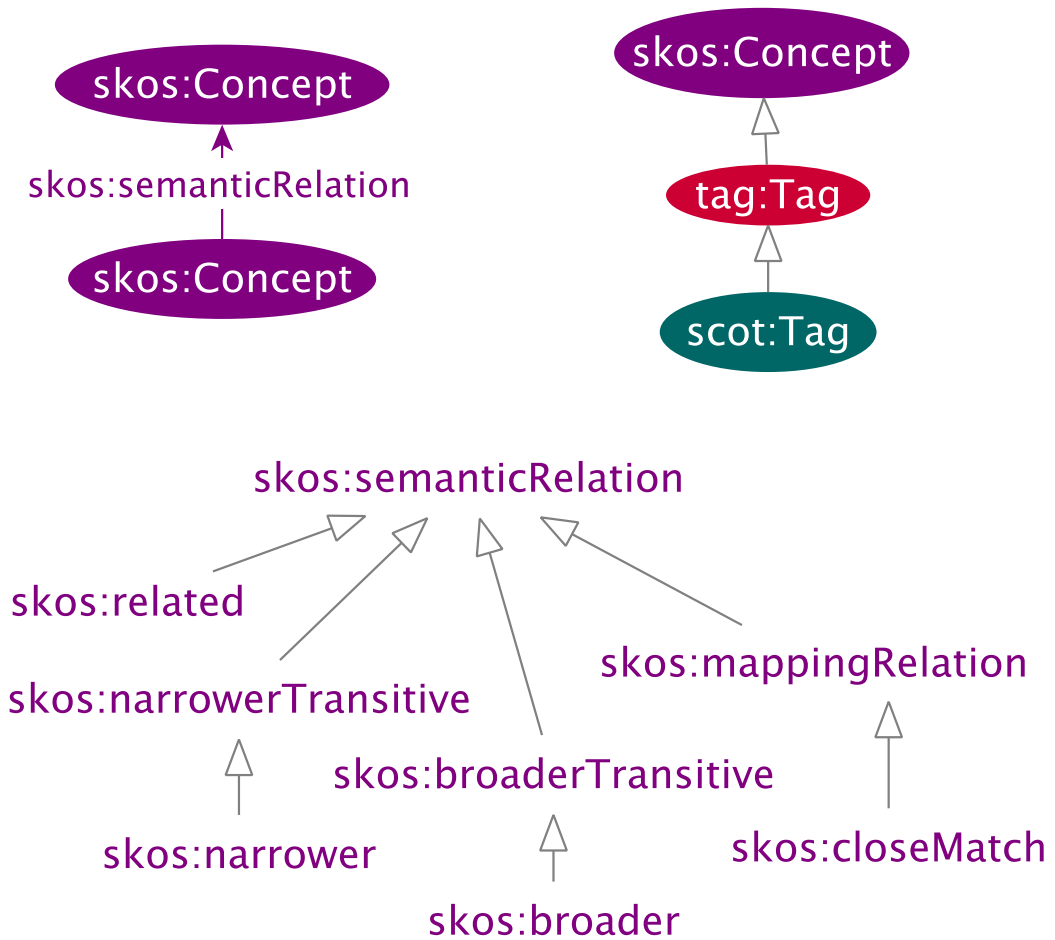 skos:Concept
skos:semanticRelation
skos:Concept
skos:Concept
tag:Tag
scot:Tag
skos:semanticRelation
skos:related
skos:narrowerTransitive
skos:mappingRelation
skos:broaderTransitive
skos:narrower
skos:closeMatch
skos:broader